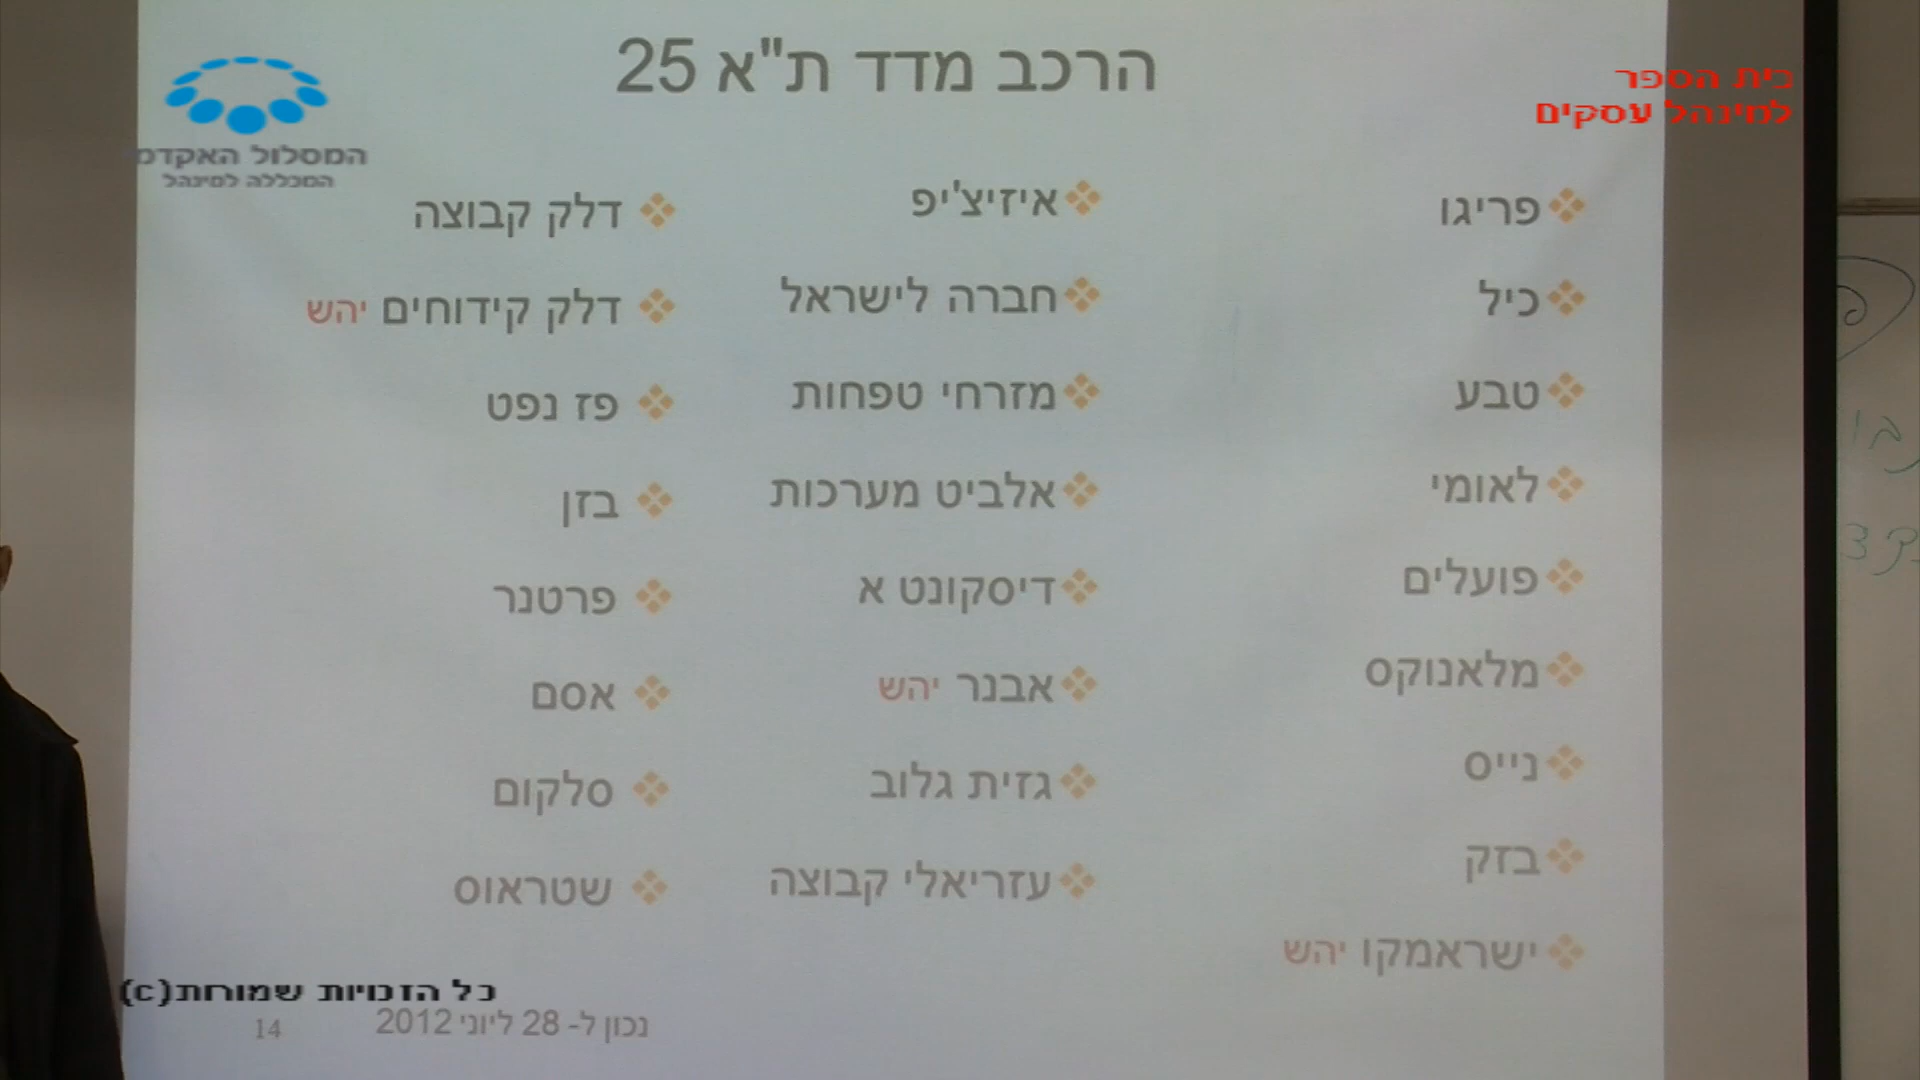 הרכב מדד ת"א 25
בית הספר
למינהל עסקים
המסלול האקדמ
המכללה למינהל
פריגו
כיל
טבע
לאומי
פועלים
מלאנוקס
נייס
בזק
ישראמקו יהש
איזיצ'יפ
חברה לישראל
מזרחי טפחות
אלביט מערכות
דיסקונט א
אבנר יהש
גזית גלוב
עזריאלי קבוצה
דלק קבוצה
דלק קידוחים יהש
פז נפט
בזן
פרטנר
אסם
סלקום
שטראוס
כל הזכויות שמורות(c)
נכון ל- 28 ליוני 2012
14